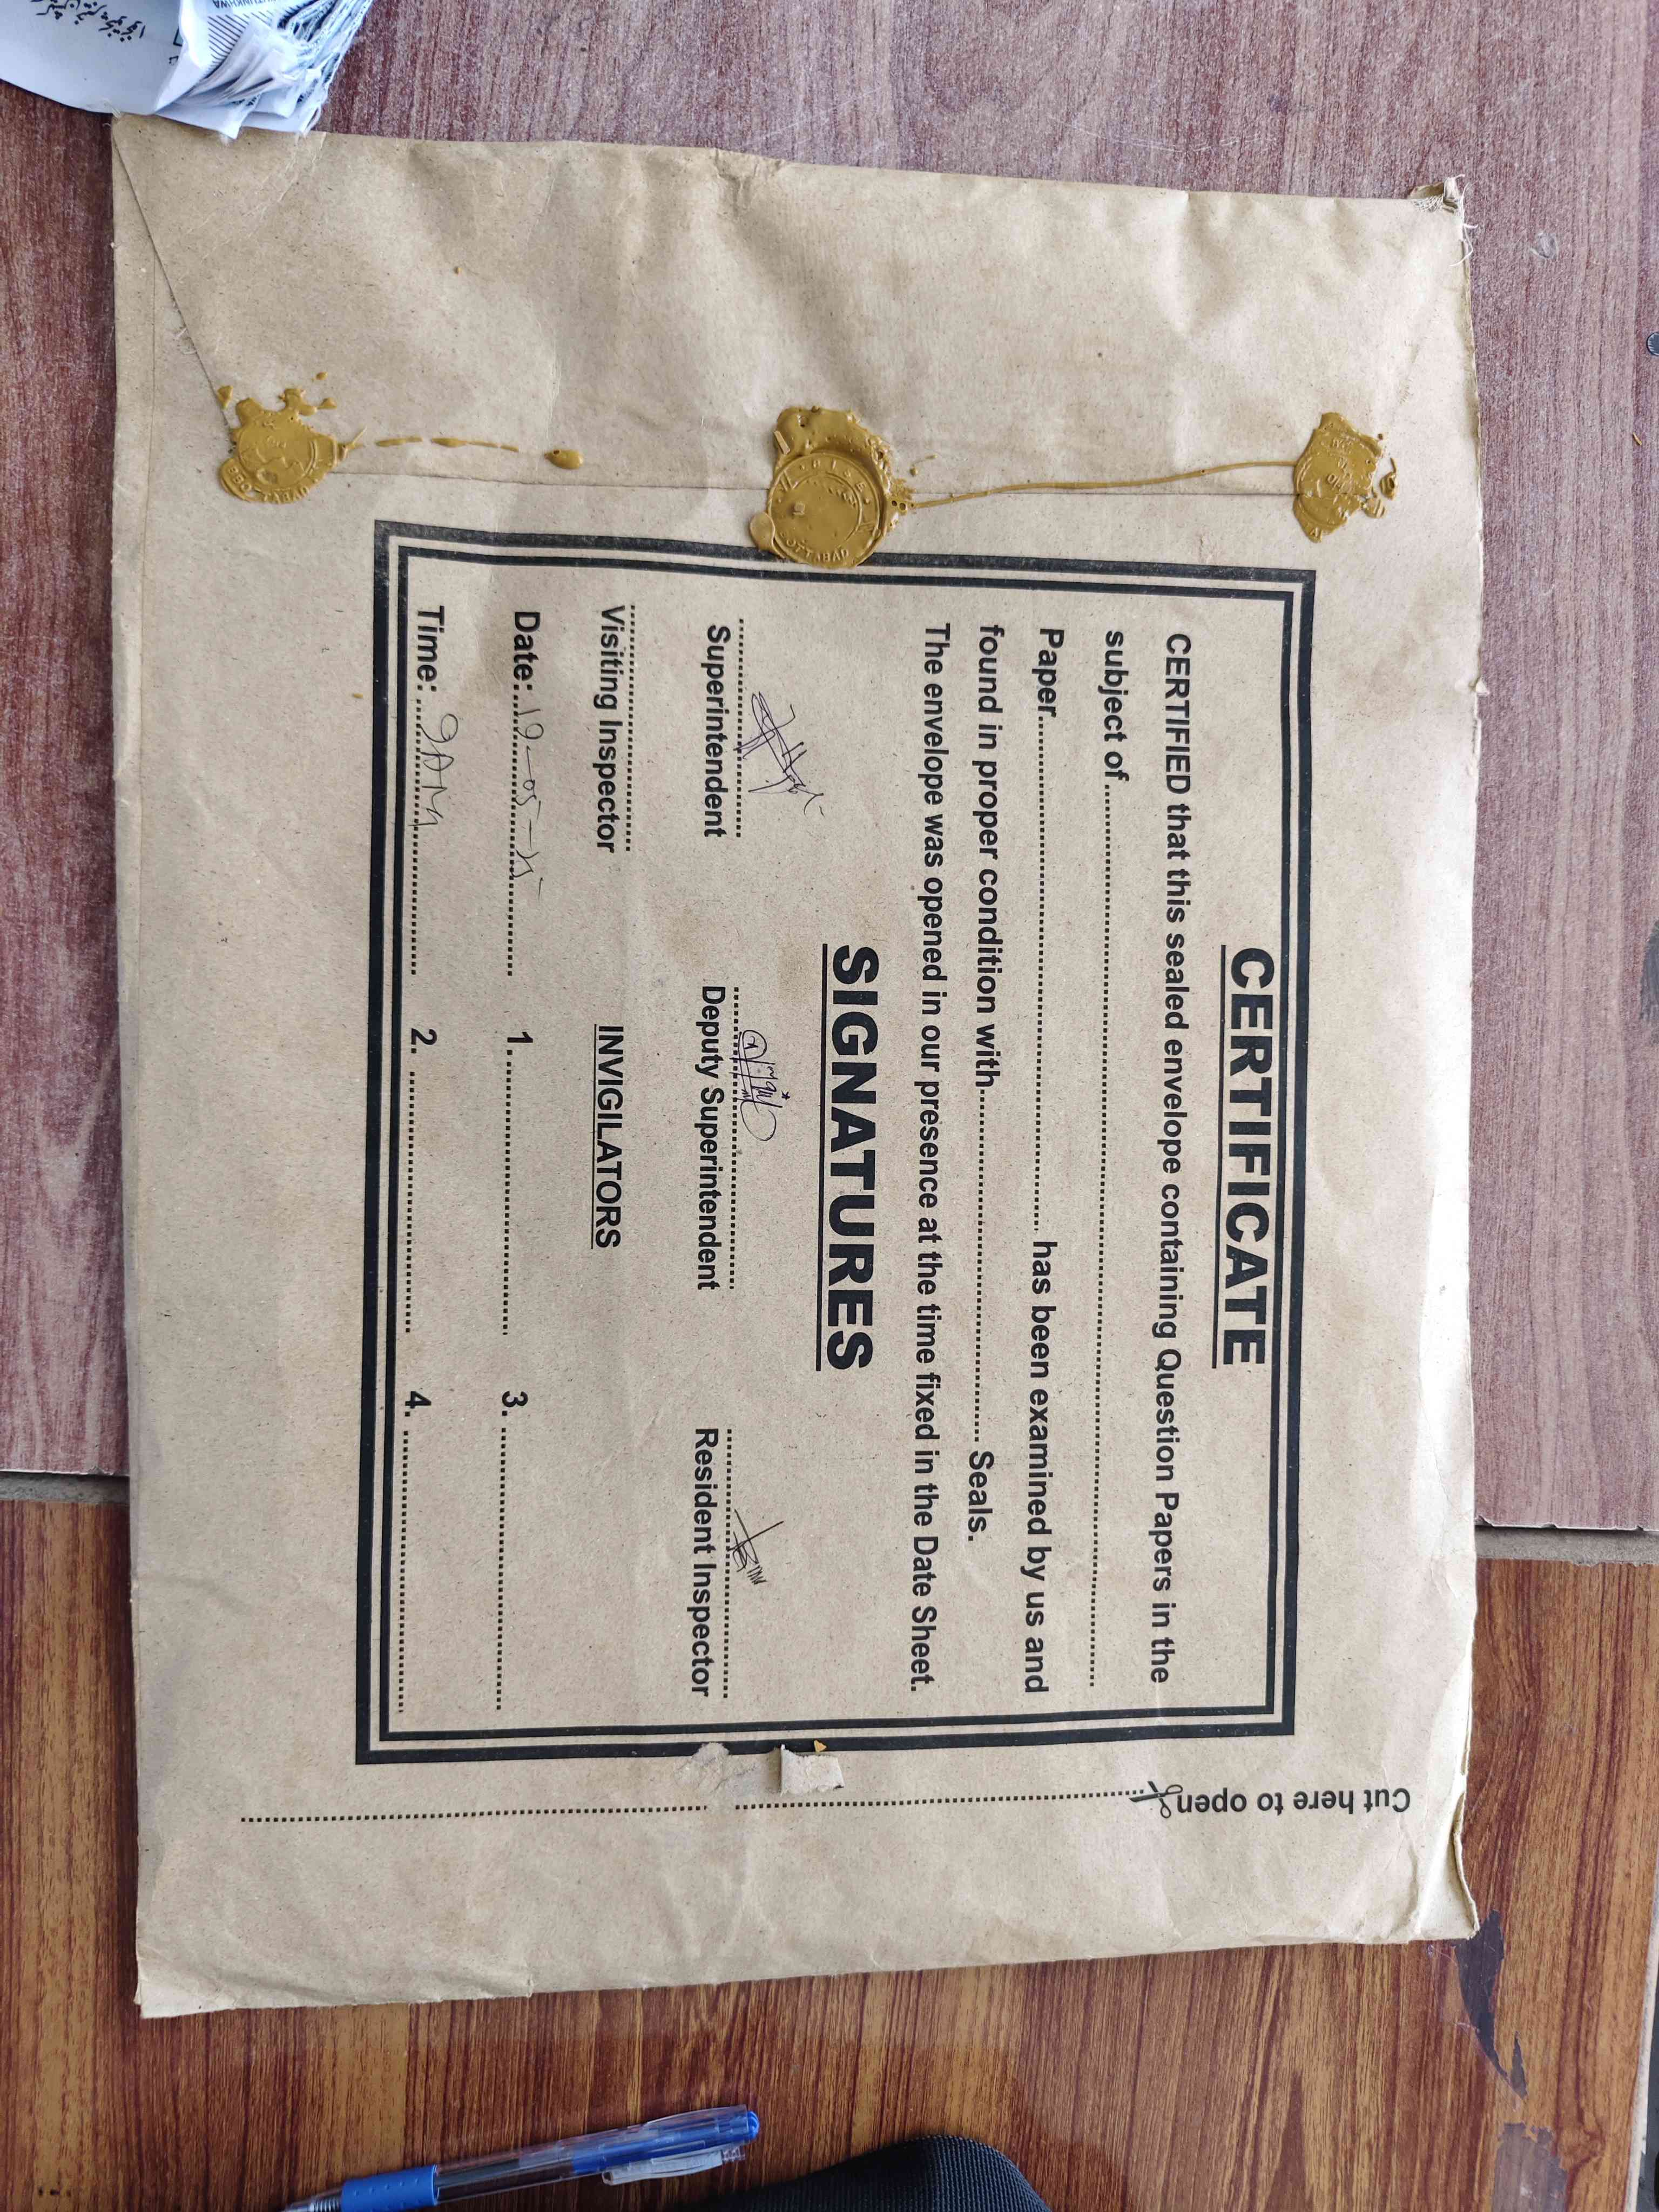 CERTIFICATE
CERTIFIED that this sealed envelope containing Question Papers in the
subject of
Paper has been examined by us and
found in proper condition with Seals.
The envelope was opened in our presence at the time fixed in the Date Sheet.
SIGNATURES
Superintendent Deputy Superintendent Resident Inspector
Visiting Inspector INVIGILATORS
Date: 19-05-25 1. 3.
Time: 9AM 2. 4.
Cut here to open
OTTABAD